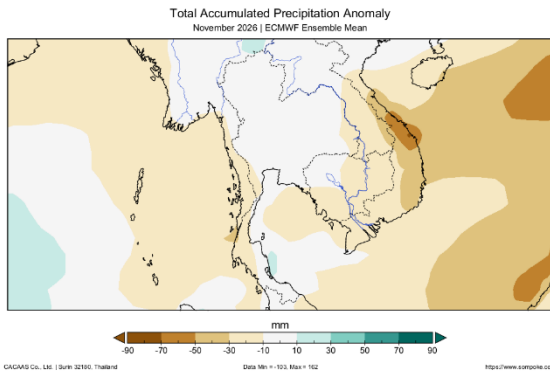 Total Accumulated Precipitation Anomaly
November 2026 | ECMWF Ensemble Mean
mm
-90 -70 -50 -30 -10 10 30 50 70 90
CACAAS Co., Ltd. | Surin 32160, Thailand Data Min = -103, Max = 162 https://www.sompoke.co